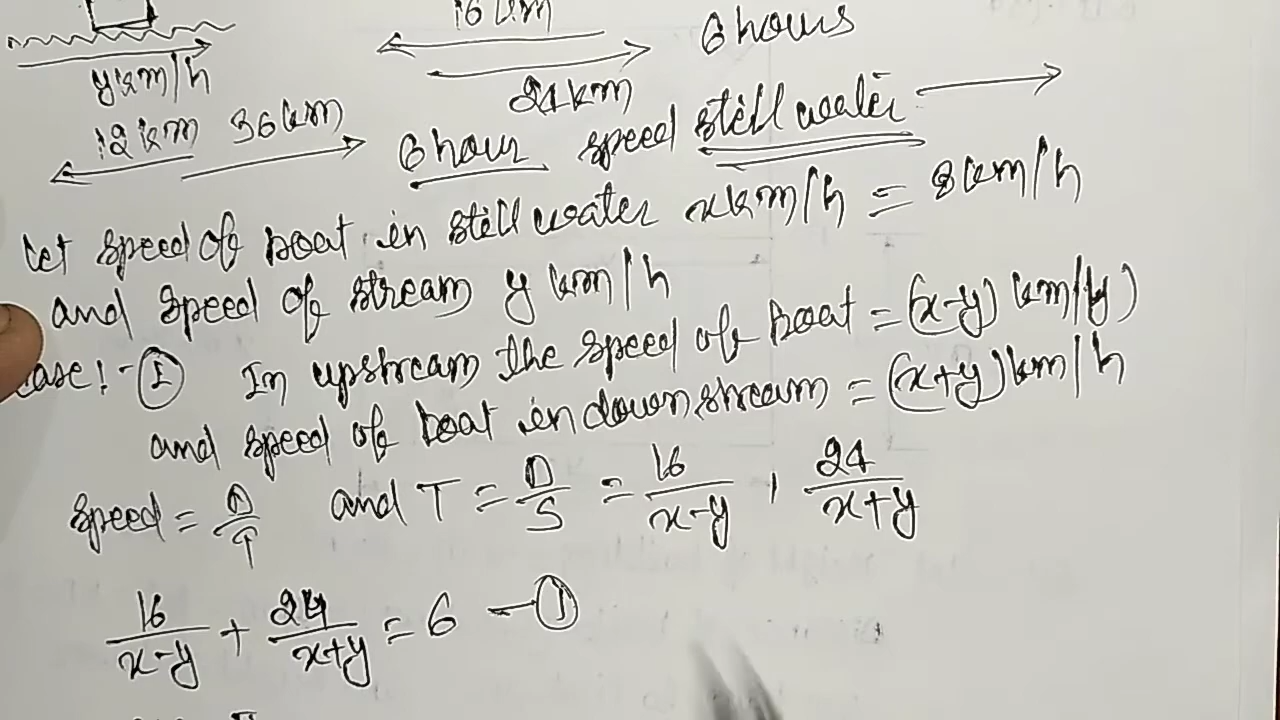 16 km
6 hours
y km/h
24 km
12 km 36 km 6 hour speed still water
Let speed of boat in still water x km/h = 8 km/h
and speed of stream y km/h
case:- I In upstream the speed of boat = (x-y) km/y)
and speed of boat in down stream = (x+y) km/h
speed = D/T and T = D/S = 16/(x-y) , 24/(x+y)
16/(x-y) + 24/(x+y) = 6 — 1